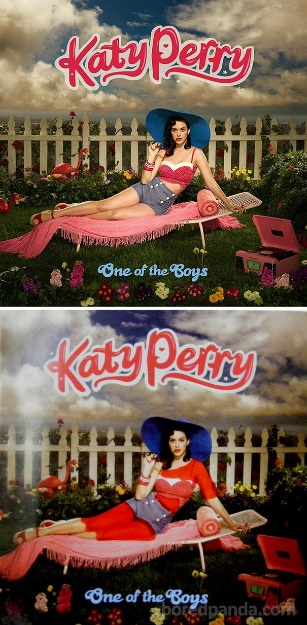 Katy Perry
One of the Boys
Katy Perry
One of the Boys
boredpanda.com